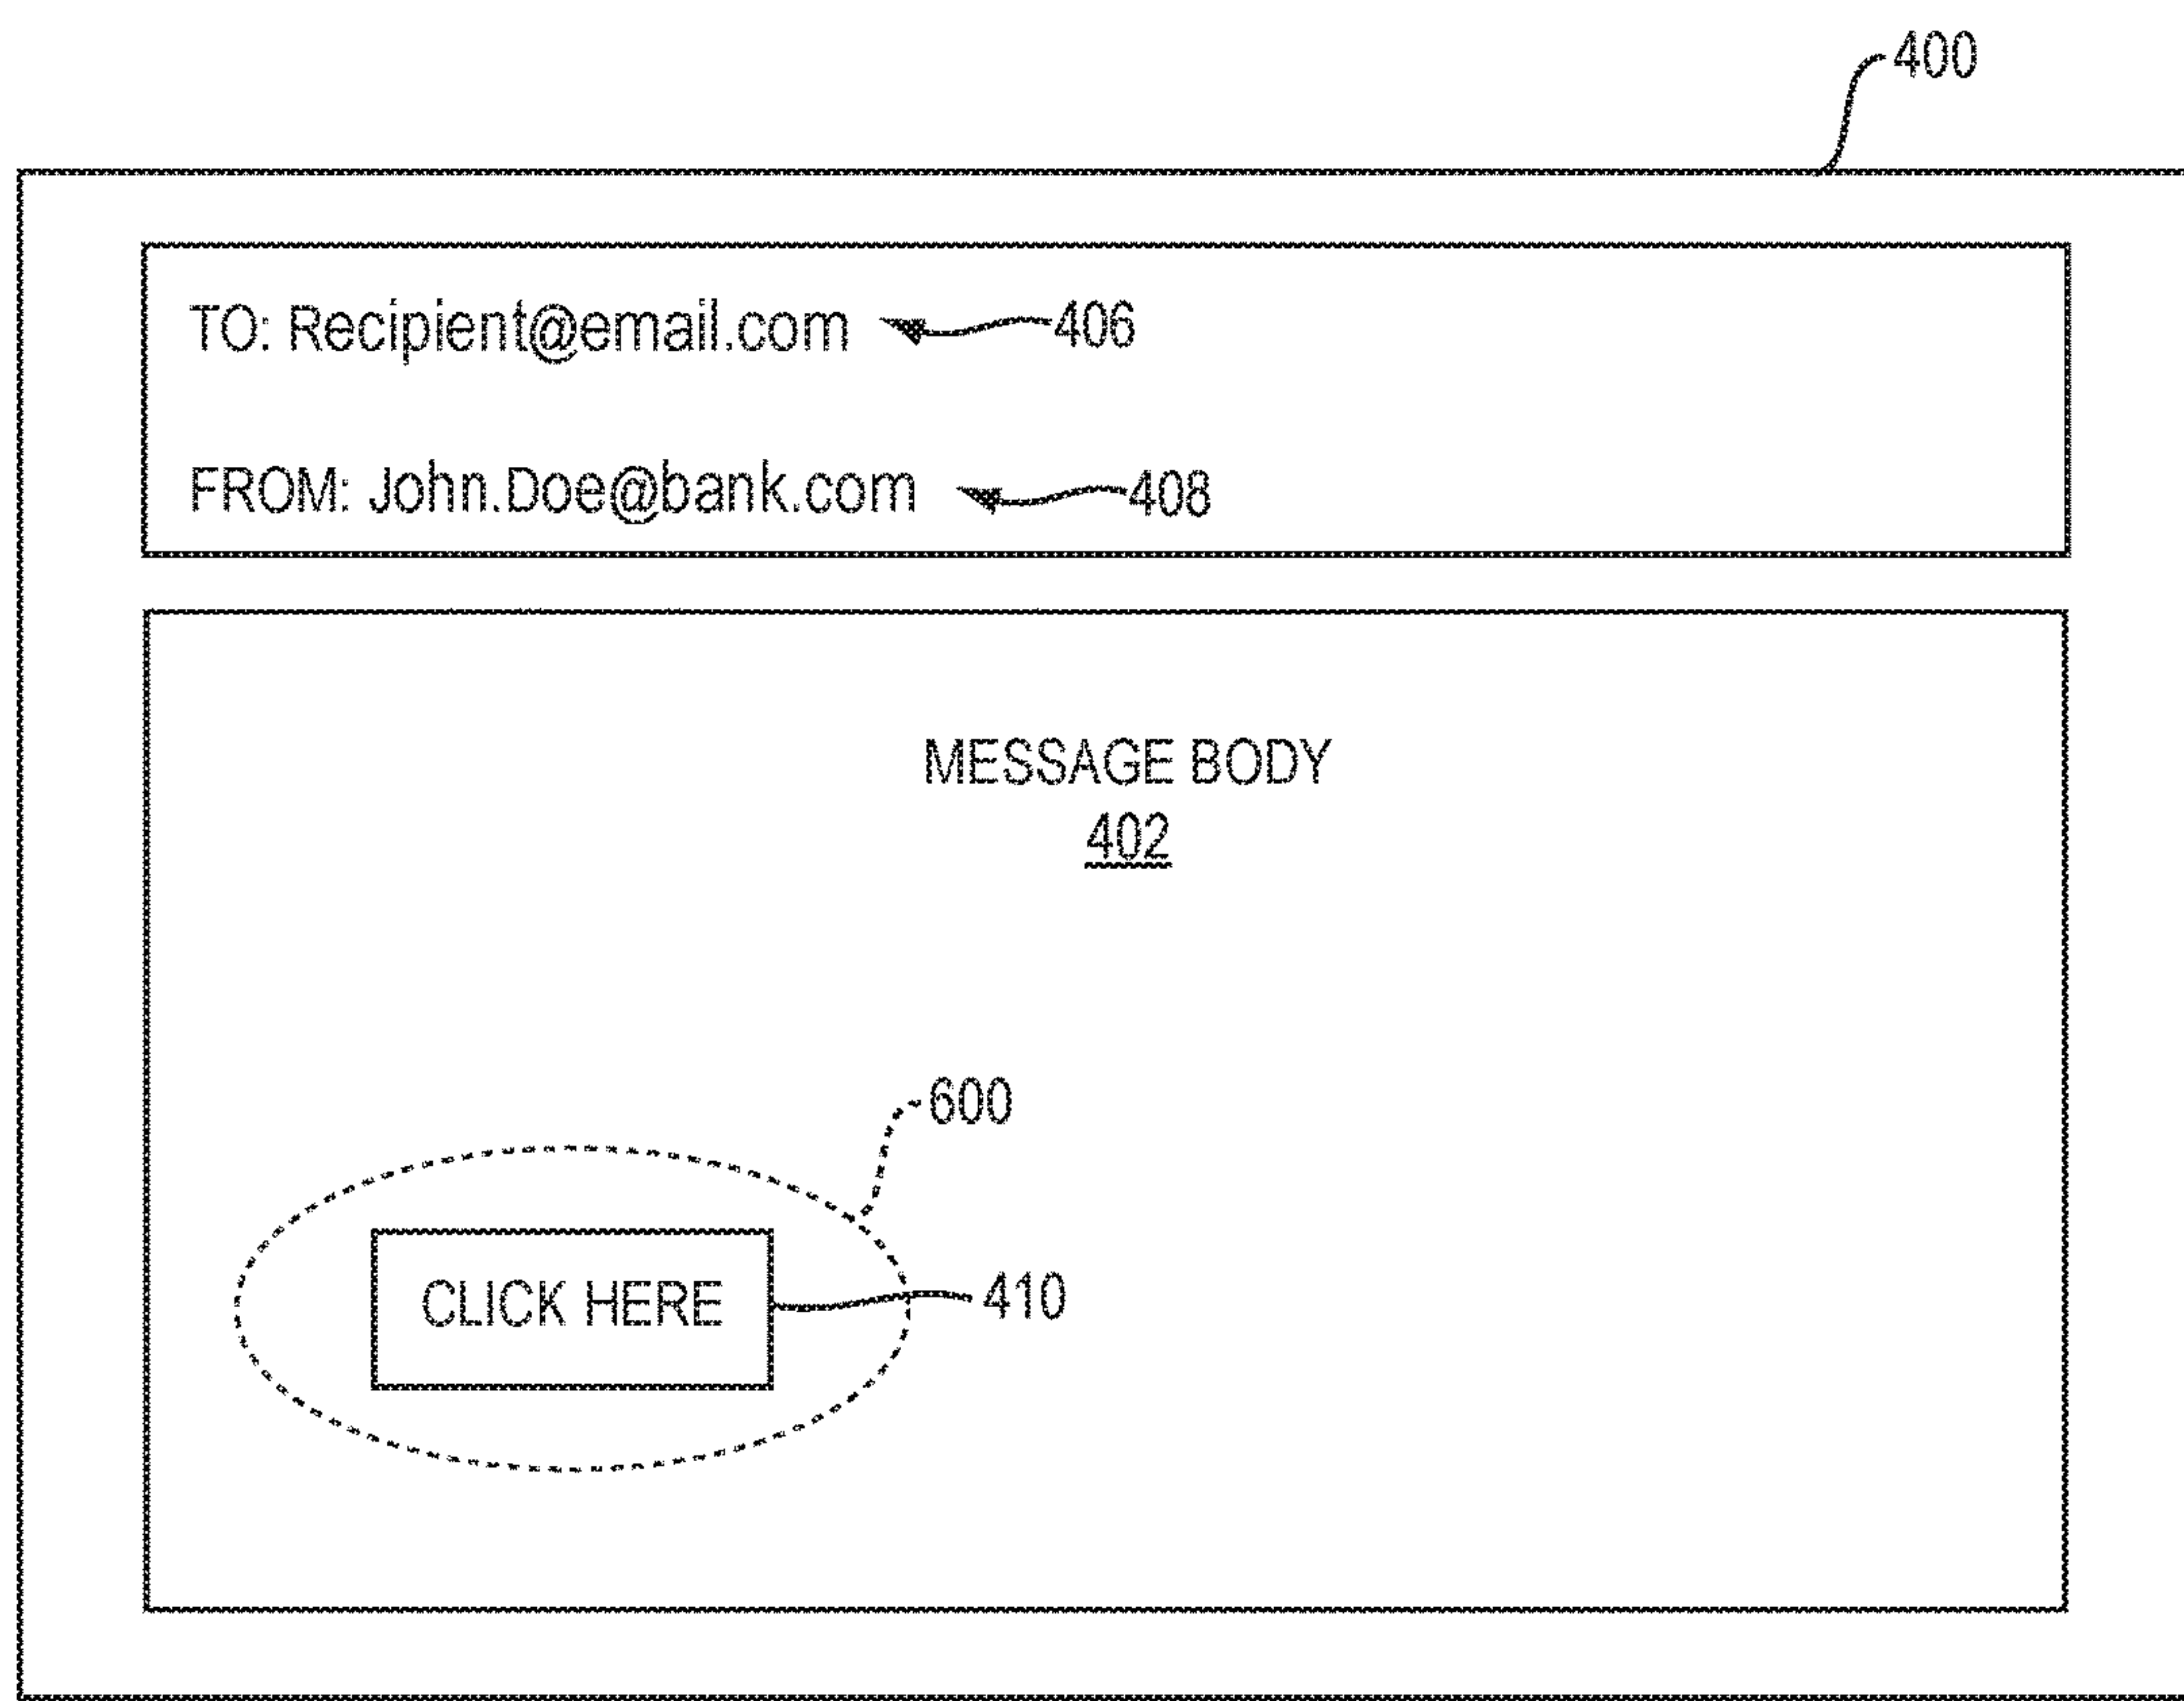 400
TO: Recipient@email.com 406
FROM: John.Doe@bank.com 408
MESSAGE BODY
402
600
CLICK HERE 410